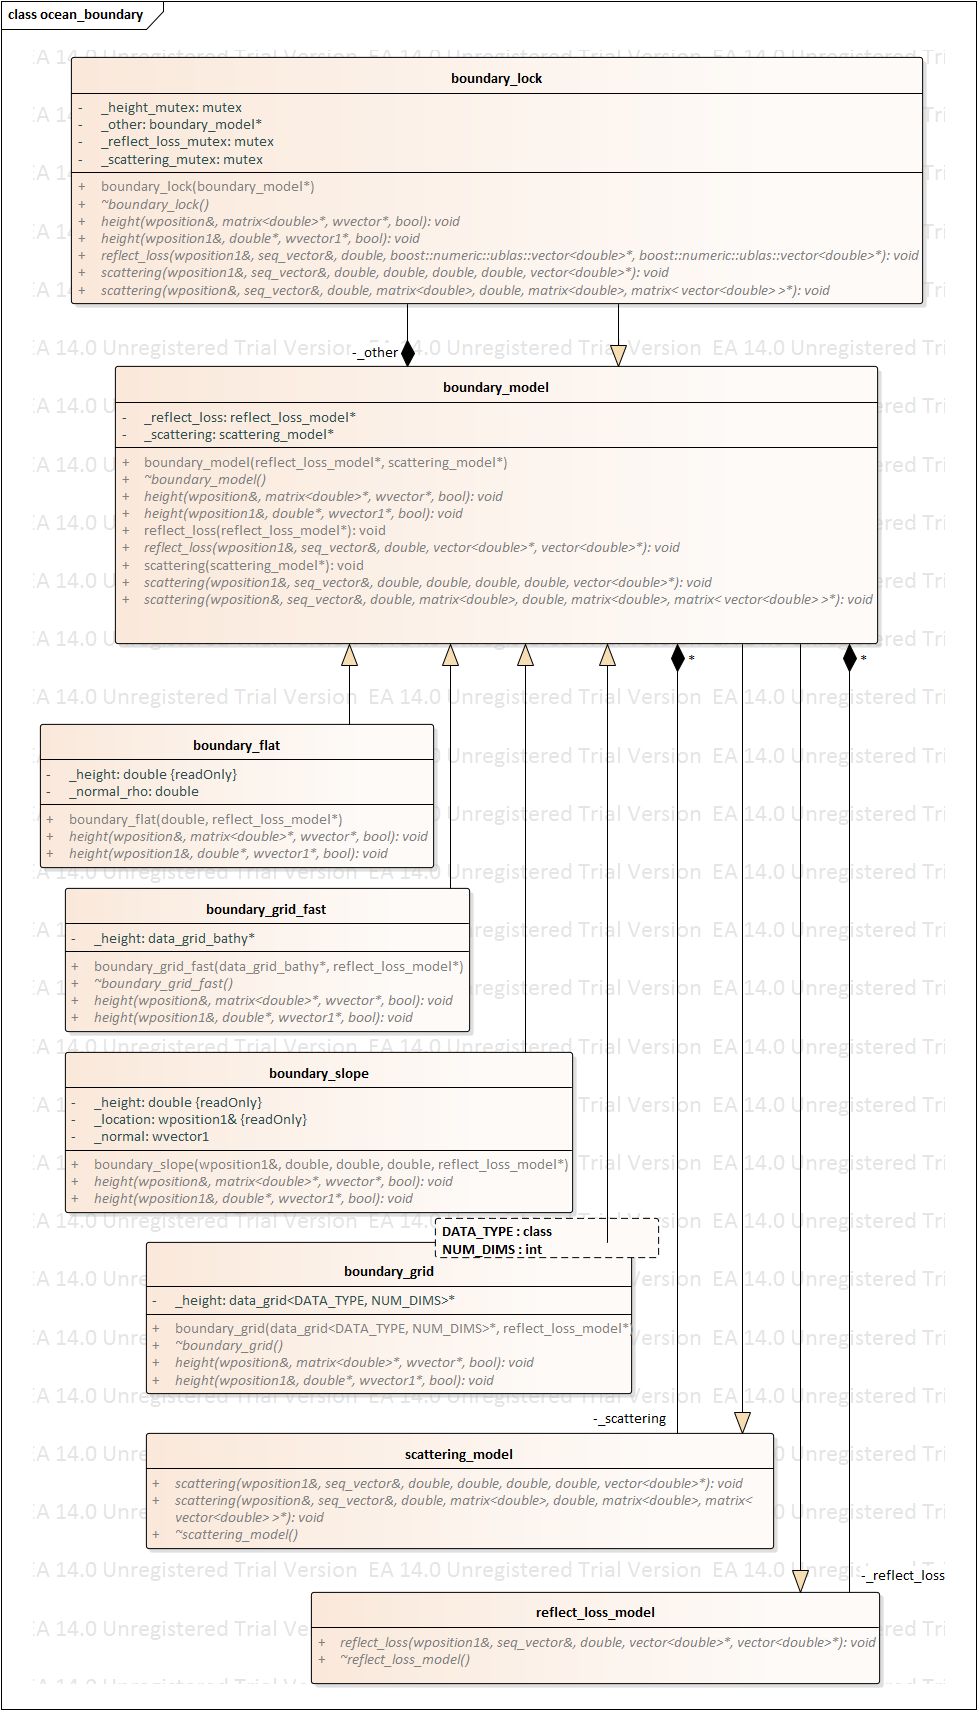 class ocean_boundary
boundary_lock
- _height_mutex: mutex
- _other: boundary_model*
- _reflect_loss_mutex: mutex
- _scattering_mutex: mutex
+ boundary_lock(boundary_model*)
+ ~boundary_lock()
+ height(wposition&, matrix<double>*, wvector*, bool): void
+ height(wposition1&, double*, wvector1*, bool): void
+ reflect_loss(wposition1&, seq_vector&, double, boost::numeric::ublas::vector<double>*, boost::numeric::ublas::vector<double>*): void
+ scattering(wposition1&, seq_vector&, double, double, double, double, vector<double>*): void
+ scattering(wposition&, seq_vector&, double, matrix<double>, double, matrix<double>, matrix< vector<double> >*): void
-_other
boundary_model
- _reflect_loss: reflect_loss_model*
- _scattering: scattering_model*
+ boundary_model(reflect_loss_model*, scattering_model*)
+ ~boundary_model()
+ height(wposition&, matrix<double>*, wvector*, bool): void
+ height(wposition1&, double*, wvector1*, bool): void
+ reflect_loss(reflect_loss_model*): void
+ reflect_loss(wposition1&, seq_vector&, double, vector<double>*, vector<double>*): void
+ scattering(scattering_model*): void
+ scattering(wposition1&, seq_vector&, double, double, double, double, vector<double>*): void
+ scattering(wposition&, seq_vector&, double, matrix<double>, double, matrix<double>, matrix< vector<double> >*): void
* *
boundary_flat
- _height: double {readOnly}
- _normal_rho: double
+ boundary_flat(double, reflect_loss_model*)
+ height(wposition&, matrix<double>*, wvector*, bool): void
+ height(wposition1&, double*, wvector1*, bool): void
boundary_grid_fast
- _height: data_grid_bathy*
+ boundary_grid_fast(data_grid_bathy*, reflect_loss_model*)
+ ~boundary_grid_fast()
+ height(wposition&, matrix<double>*, wvector*, bool): void
+ height(wposition1&, double*, wvector1*, bool): void
boundary_slope
- _height: double {readOnly}
- _location: wposition1& {readOnly}
- _normal: wvector1
+ boundary_slope(wposition1&, double, double, double, reflect_loss_model*)
+ height(wposition&, matrix<double>*, wvector*, bool): void
+ height(wposition1&, double*, wvector1*, bool): void
DATA_TYPE : class
NUM_DIMS : int
boundary_grid
- _height: data_grid<DATA_TYPE, NUM_DIMS>*
+ boundary_grid(data_grid<DATA_TYPE, NUM_DIMS>*, reflect_loss_model*)
+ ~boundary_grid()
+ height(wposition&, matrix<double>*, wvector*, bool): void
+ height(wposition1&, double*, wvector1*, bool): void
-_scattering
scattering_model
+ scattering(wposition1&, seq_vector&, double, double, double, double, vector<double>*): void
+ scattering(wposition&, seq_vector&, double, matrix<double>, double, matrix<double>, matrix<
vector<double> >*): void
+ ~scattering_model()
-_reflect_loss
reflect_loss_model
+ reflect_loss(wposition1&, seq_vector&, double, vector<double>*, vector<double>*): void
+ ~reflect_loss_model()
EA 14.0 Unregistered Trial Version